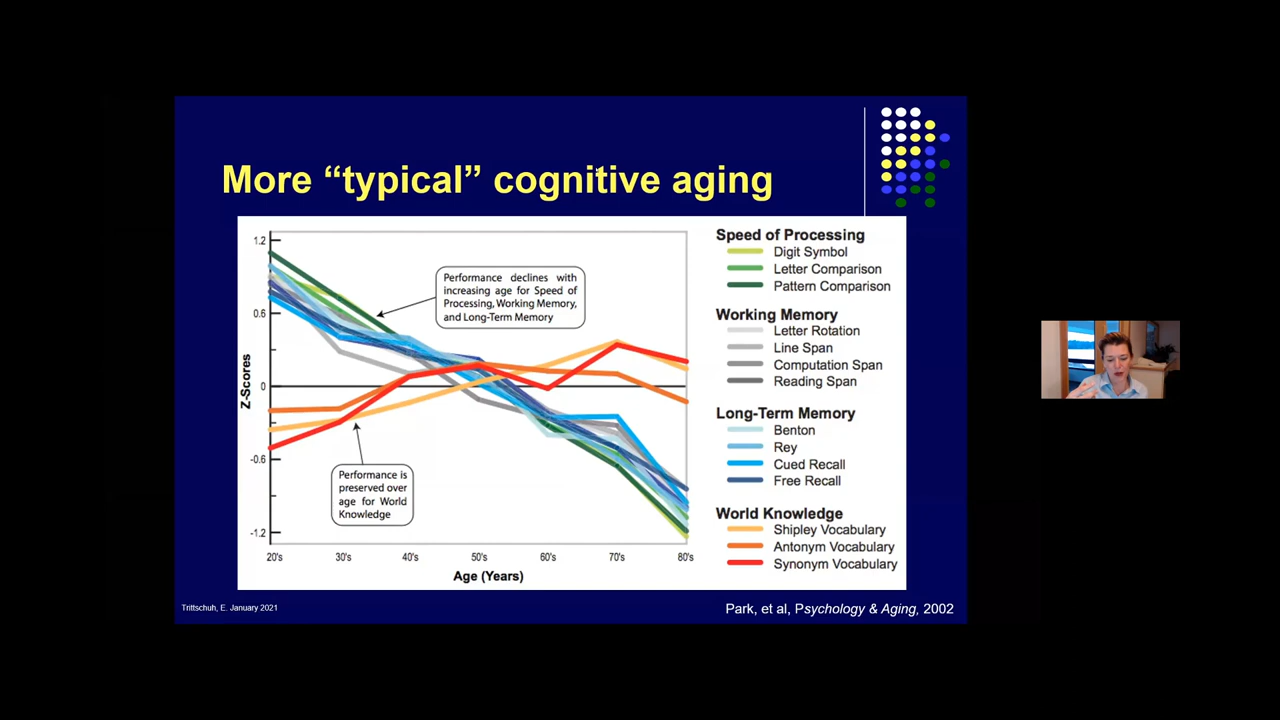 More “typical” cognitive aging
1.2
0.6
0
-0.6
-1.2
Z-Scores
Performance declines with
increasing age for Speed of
Processing, Working Memory,
and Long-Term Memory
Performance is
preserved over
age for World
Knowledge
20's 30's 40's 50's 60's 70's 80's
Age (Years)
Speed of Processing
Digit Symbol
Letter Comparison
Pattern Comparison
Working Memory
Letter Rotation
Line Span
Computation Span
Reading Span
Long-Term Memory
Benton
Rey
Cued Recall
Free Recall
World Knowledge
Shipley Vocabulary
Antonym Vocabulary
Synonym Vocabulary
Trittschuh, E. January 2021
Park, et al, Psychology & Aging, 2002